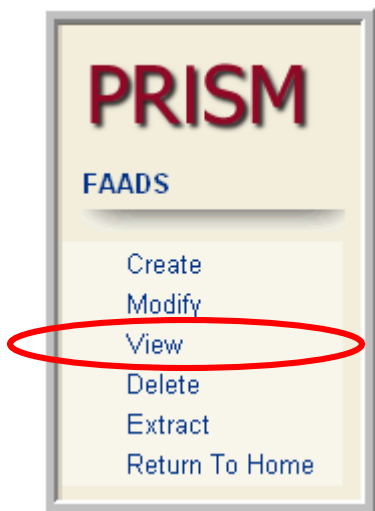 PRISM
FAADS
Create
Modify
View
Delete
Extract
Return To Home